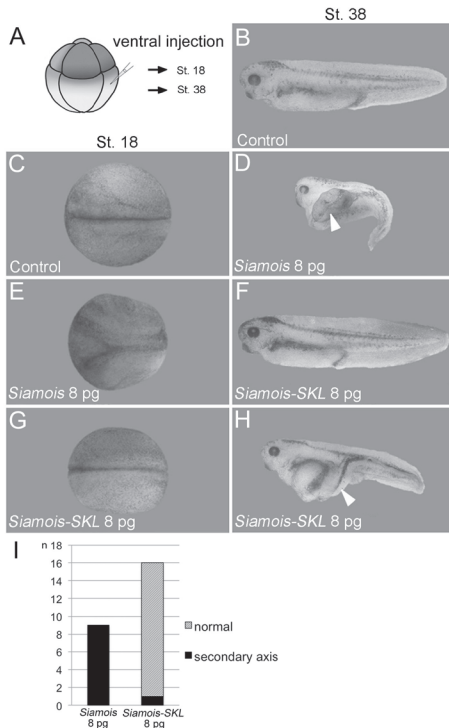 St. 38
A
ventral injection
→ St. 18
→ St. 38
B
Control
St. 18
C
Control
D
Siamois 8 pg
E
Siamois 8 pg
F
Siamois-SKL 8 pg
G
Siamois-SKL 8 pg
H
Siamois-SKL 8 pg
I
n 18
16
14
12
10
8
6
4
2
0
normal
secondary axis
Siamois
8 pg
Siamois-SKL
8 pg